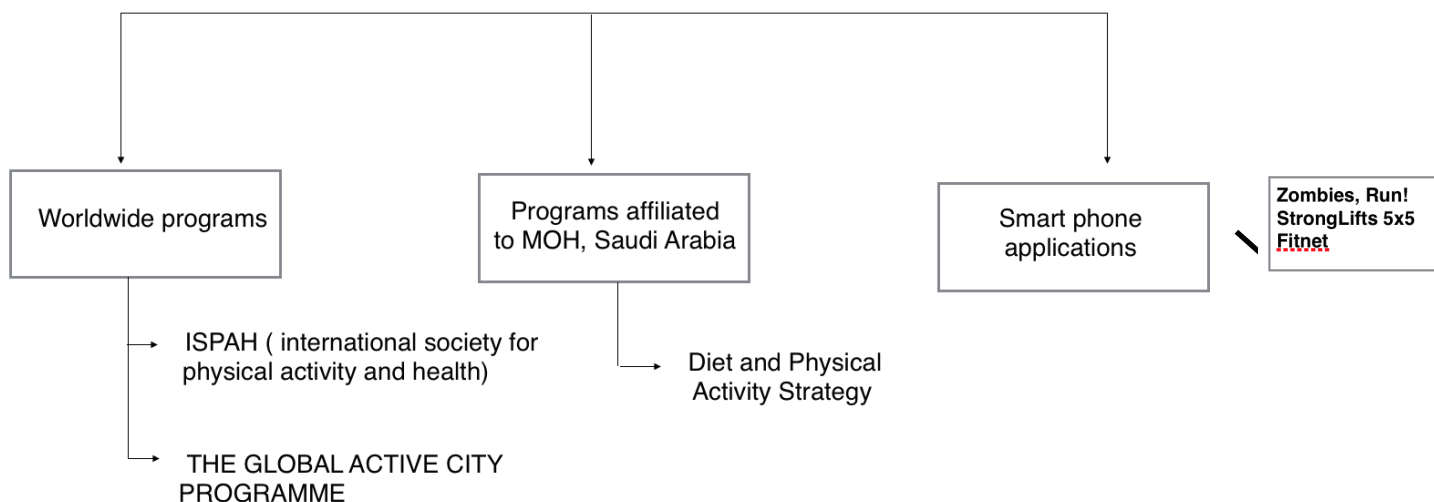 Worldwide programs
Programs affiliated
to MOH, Saudi Arabia
Smart phone
applications
Zombies, Run!
StrongLifts 5x5
Fitnet
ISPAH ( international society for
physical activity and health)
Diet and Physical
Activity Strategy
THE GLOBAL ACTIVE CITY
PROGRAMME